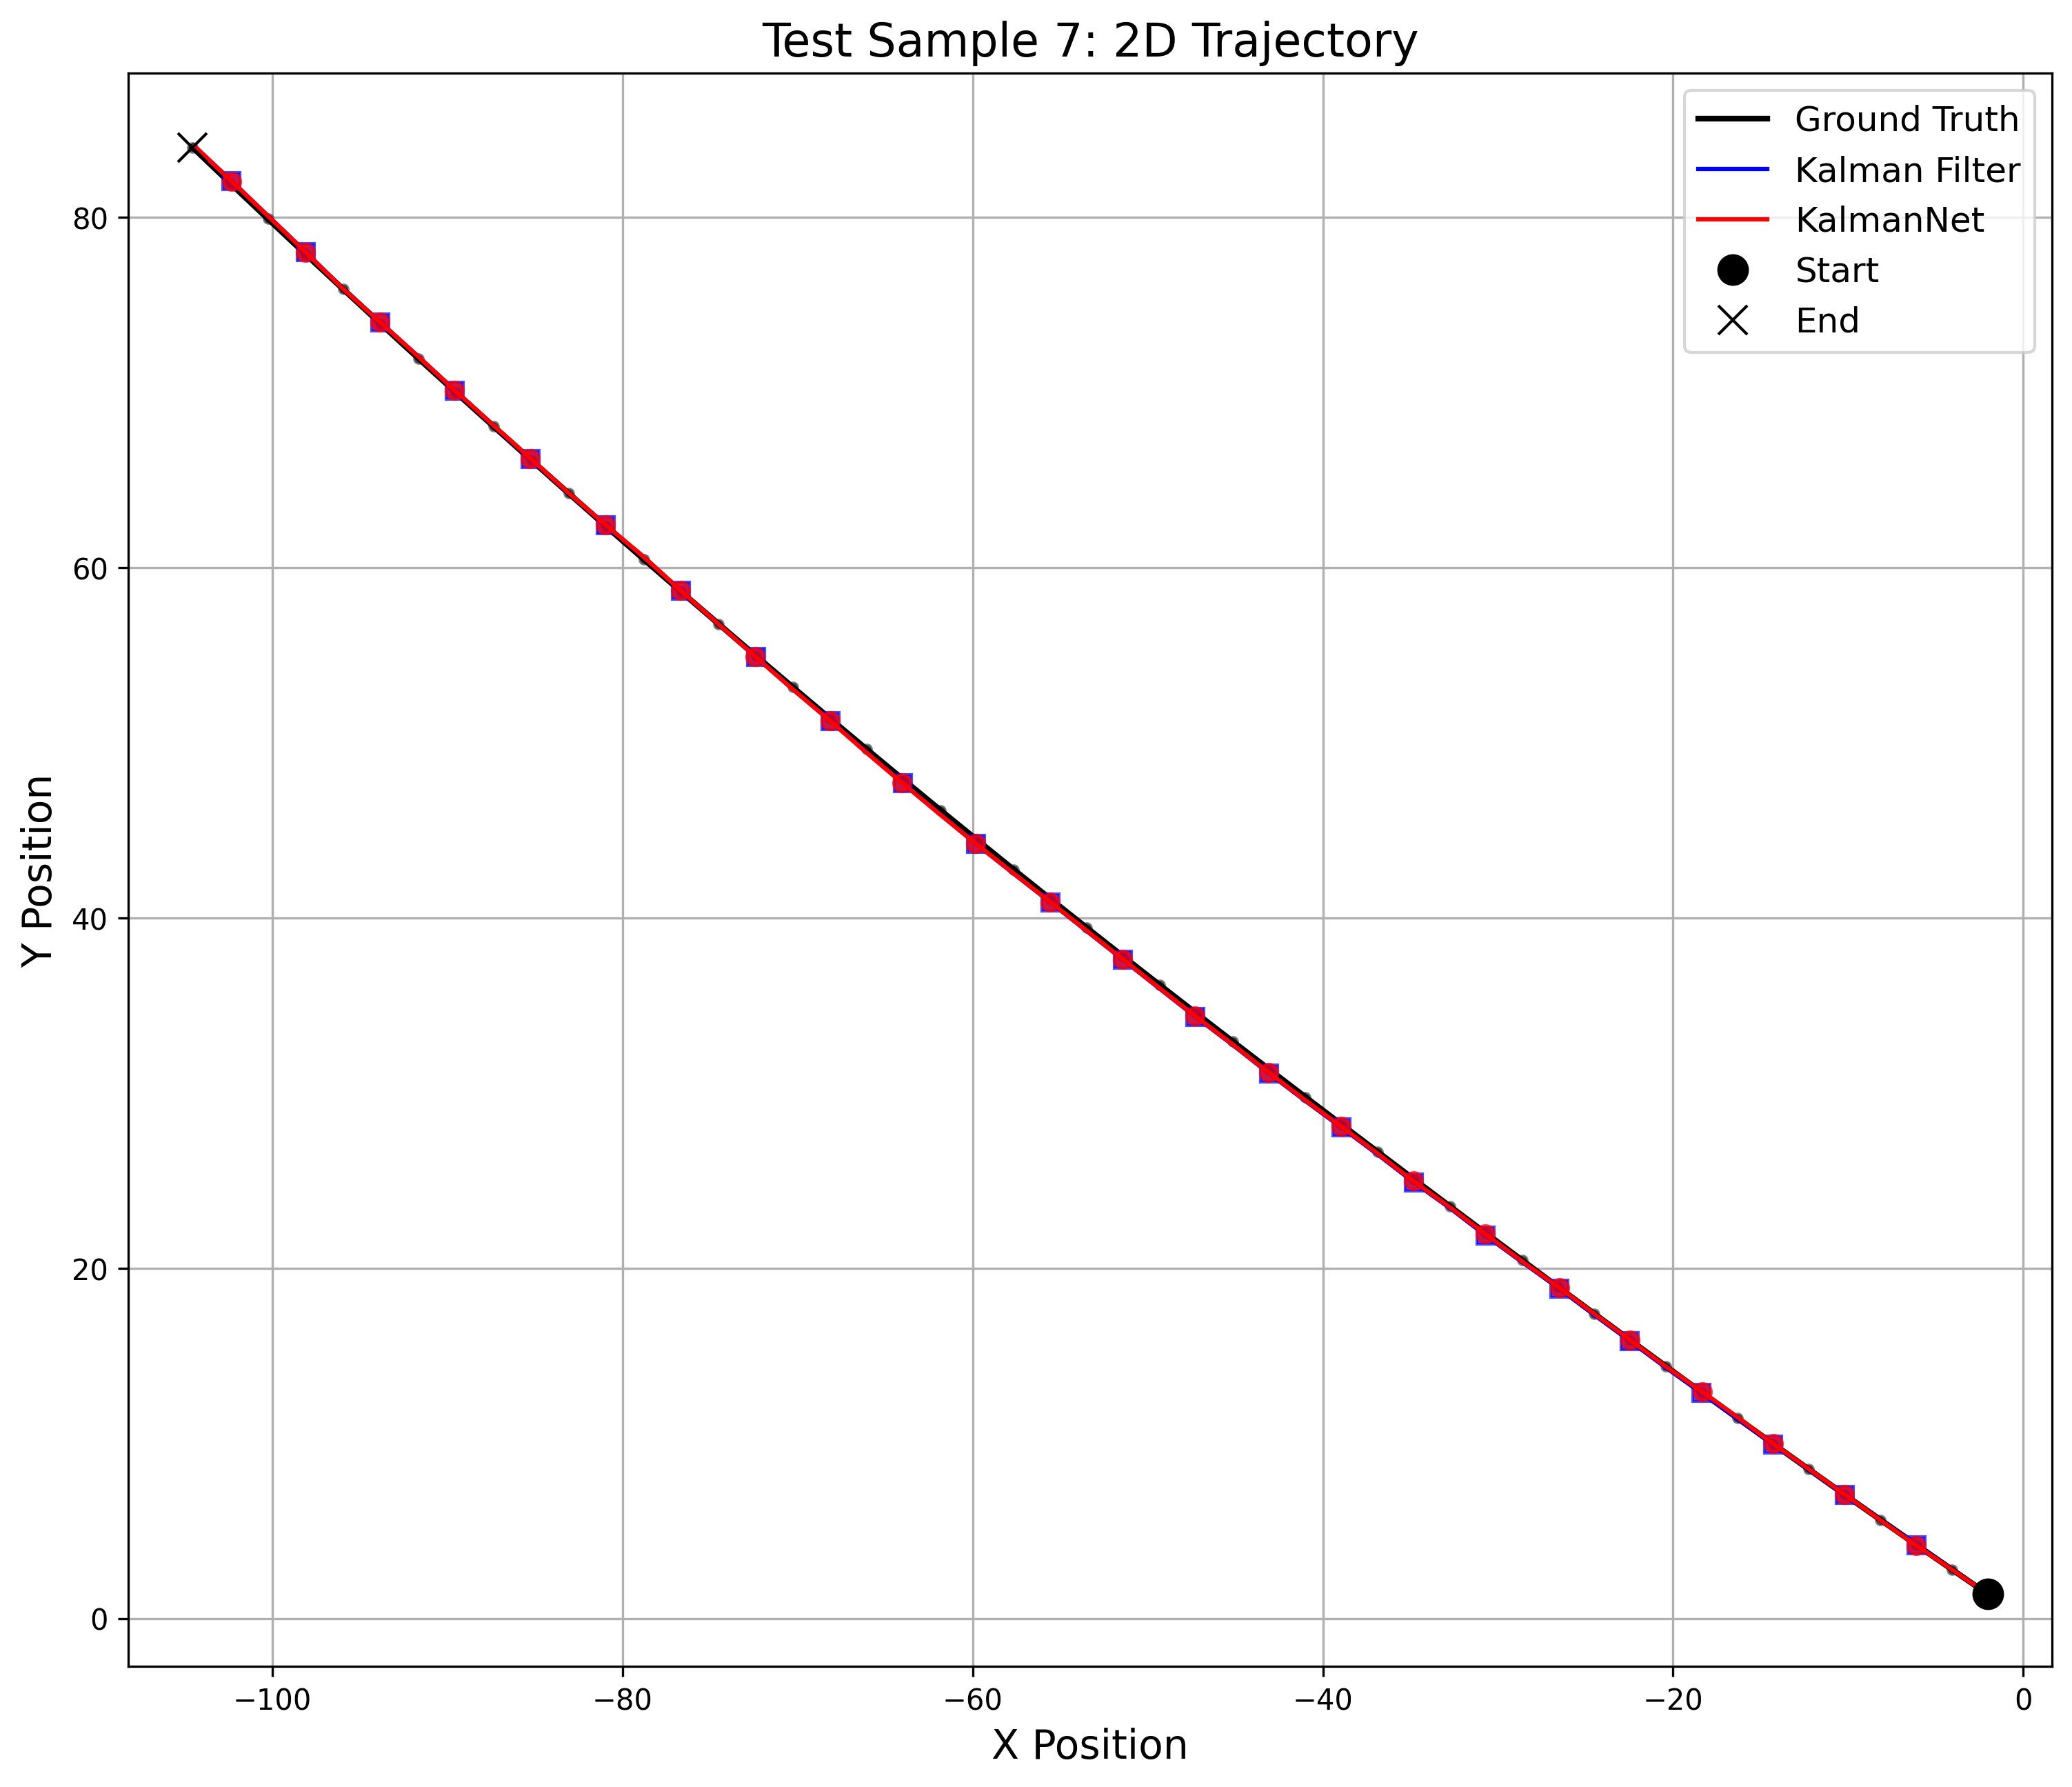 Test Sample 7: 2D Trajectory
Ground Truth
Kalman Filter
KalmanNet
Start
End
80
60
40
20
0
Y Position
−100
−80
−60
−40
−20
0
X Position